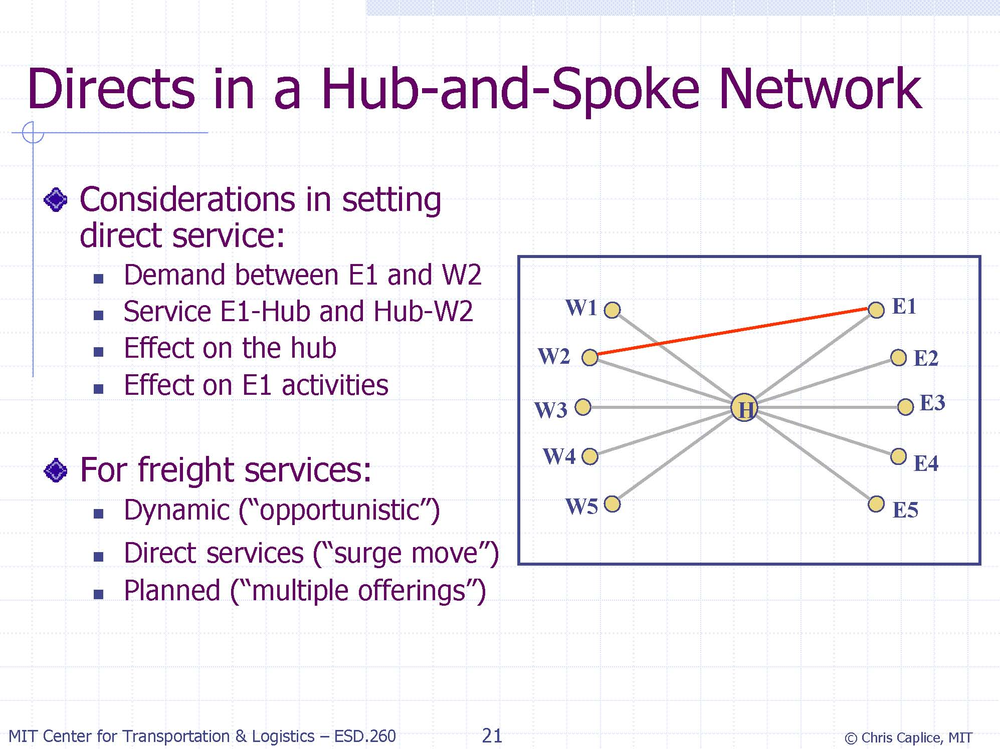 Directs in a Hub-and-Spoke Network
Considerations in setting
direct service:
Demand between E1 and W2
Service E1-Hub and Hub-W2
Effect on the hub
Effect on E1 activities
For freight services:
Dynamic (“opportunistic”)
Direct services (“surge move”)
Planned (“multiple offerings”)
W1
E1
W2
E2
W3
H
E3
W4
E4
W5
E5
MIT Center for Transportation & Logistics – ESD.260
21
© Chris Caplice, MIT